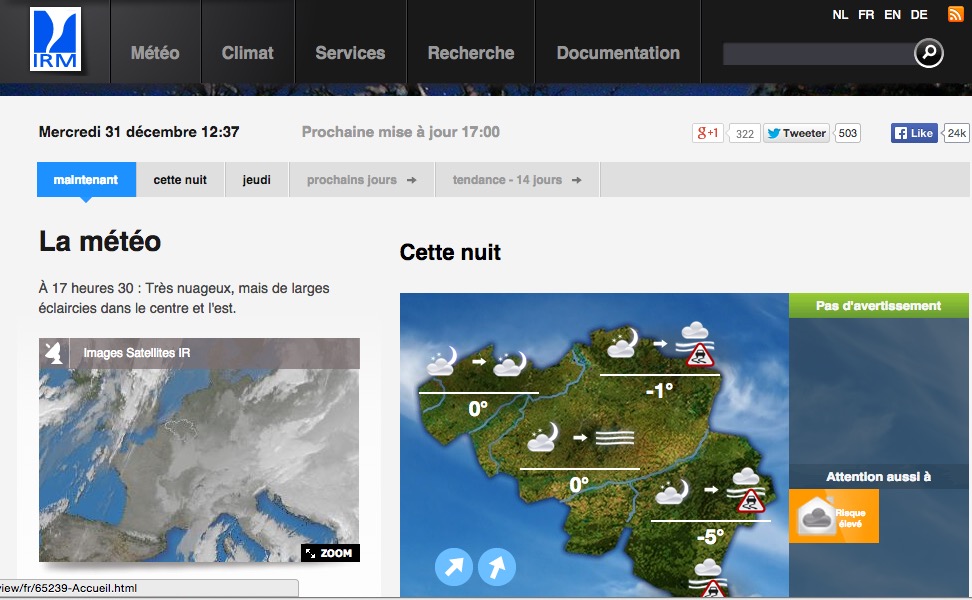 NL FR EN DE
IRM
Météo Climat Services Recherche Documentation
Mercredi 31 décembre 12:37 Prochaine mise à jour 17:00
g+1 322 Tweeter 503 Like 24k
maintenant cette nuit jeudi prochains jours tendance - 14 jours
La météo
À 17 heures 30 : Très nuageux, mais de larges
éclaircies dans le centre et l'est.
Images Satellites IR
ZOOM
Cette nuit
0°
-1°
0°
-5°
Pas d'avertissement
Attention aussi à
Risque
élevé
view/fr/65239-Accueil.html